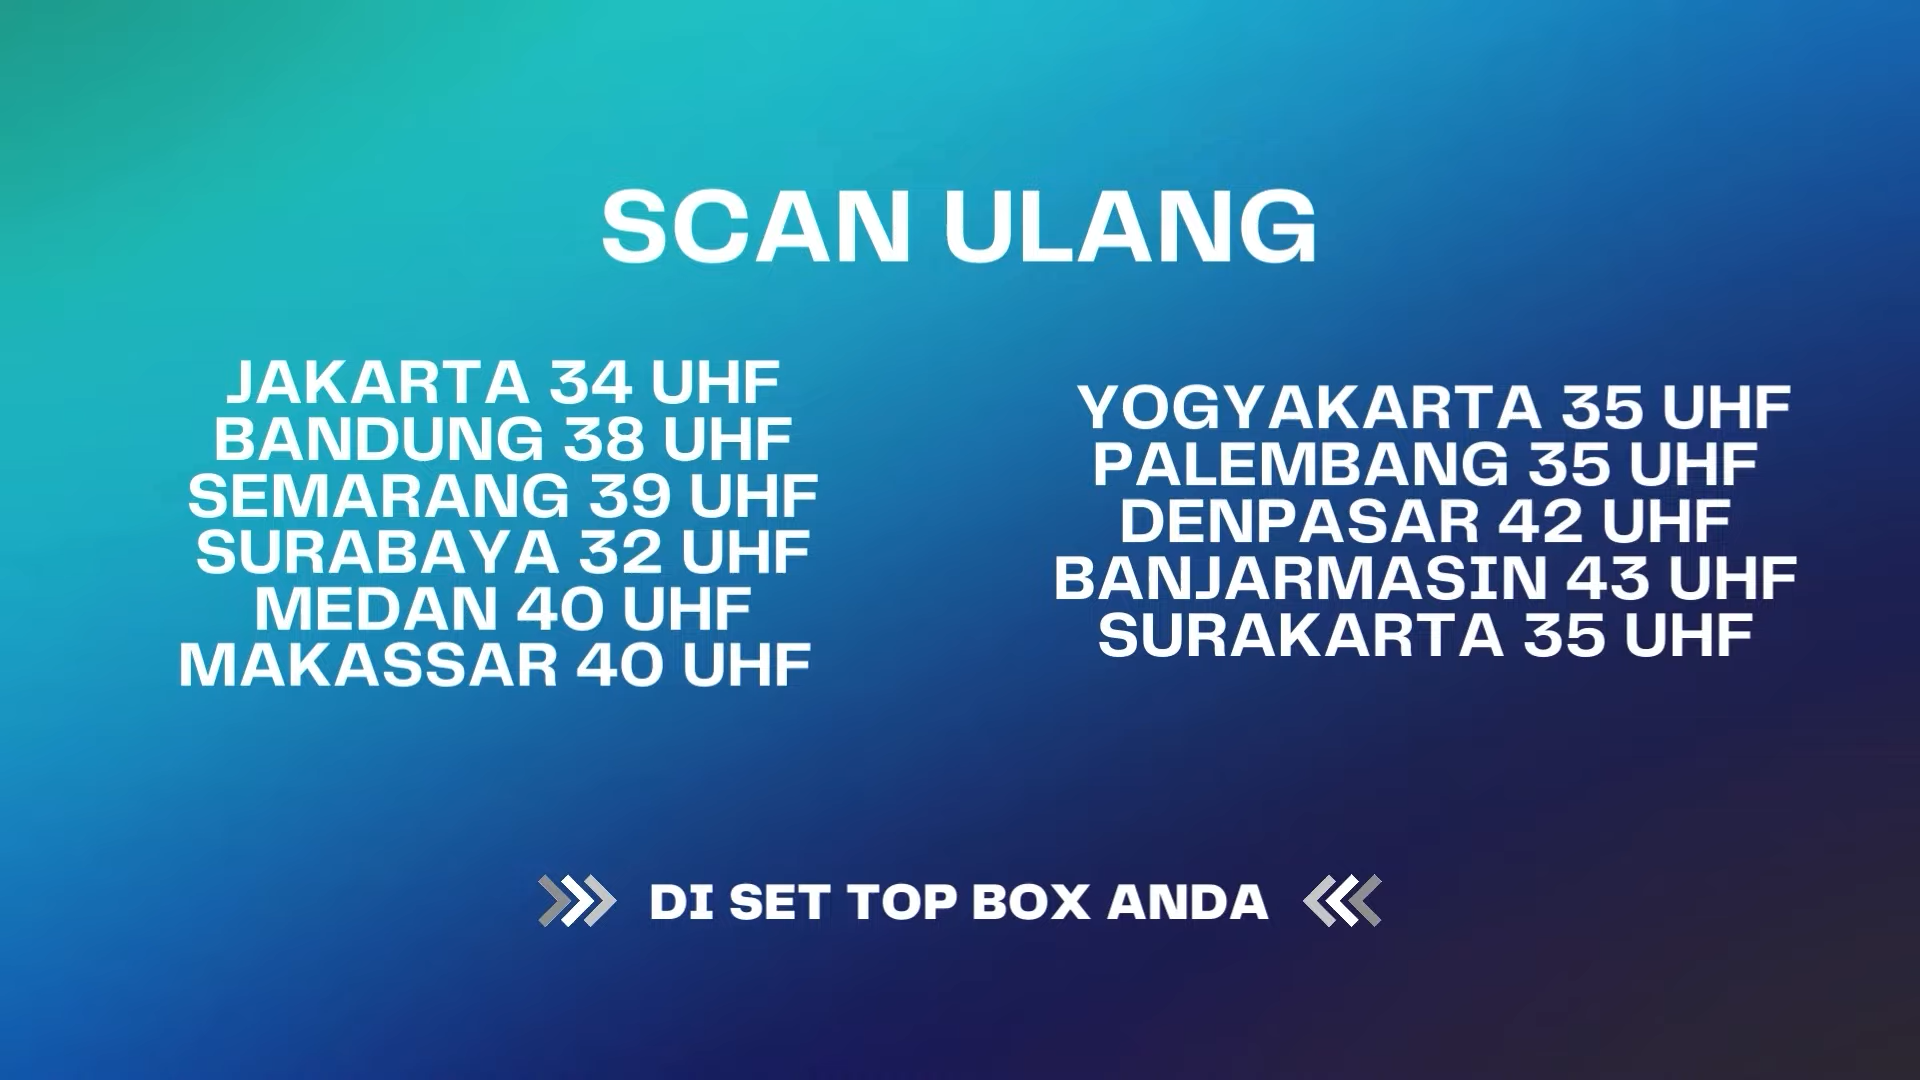 SCAN ULANG
JAKARTA 34 UHF
BANDUNG 38 UHF
SEMARANG 39 UHF
SURABAYA 32 UHF
MEDAN 40 UHF
MAKASSAR 40 UHF
YOGYAKARTA 35 UHF
PALEMBANG 35 UHF
DENPASAR 42 UHF
BANJARMASIN 43 UHF
SURAKARTA 35 UHF
DI SET TOP BOX ANDA